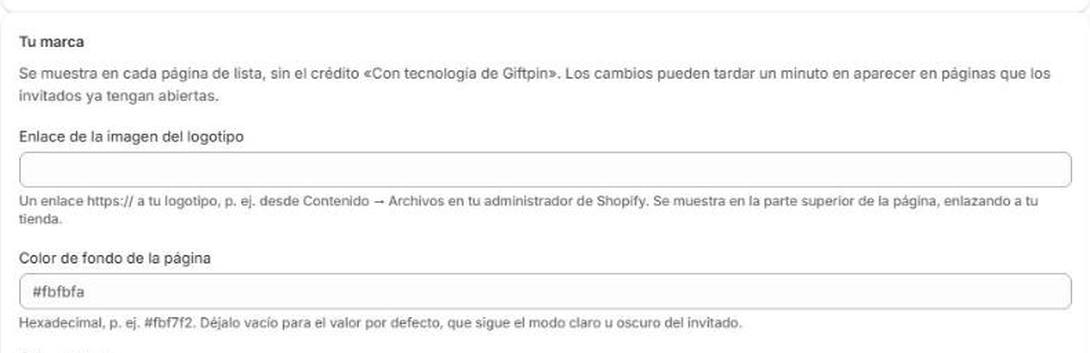 Tu marca
Se muestra en cada página de lista, sin el crédito «Con tecnología de Giftpin». Los cambios pueden tardar un minuto en aparecer en páginas que los
invitados ya tengan abiertas.
Enlace de la imagen del logotipo
Un enlace https:// a tu logotipo, p. ej. desde Contenido → Archivos en tu administrador de Shopify. Se muestra en la parte superior de la página, enlazando a tu
tienda.
Color de fondo de la página
#fbfbfa
Hexadecimal, p. ej. #fbf7f2. Déjalo vacío para el valor por defecto, que sigue el modo claro u oscuro del invitado.